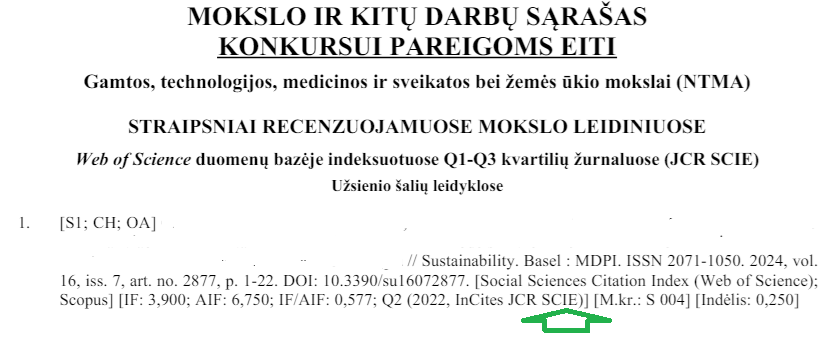 MOKSLO IR KITŲ DARBŲ SĄRAŠAS
KONKURSUI PAREIGOMS EITI
Gamtos, technologijos, medicinos ir sveikatos bei žemės ūkio mokslai (NTMA)
STRAIPSNIAI RECENZUOJAMUOSE MOKSLO LEIDINIUOSE
Web of Science duomenų bazėje indeksuotuose Q1-Q3 kvartilių žurnaluose (JCR SCIE)
Užsienio šalių leidyklose
1. [S1; CH; OA]
// Sustainability. Basel : MDPI. ISSN 2071-1050. 2024, vol.
16, iss. 7, art. no. 2877, p. 1-22. DOI: 10.3390/su16072877. [Social Sciences Citation Index (Web of Science);
Scopus] [IF: 3,900; AIF: 6,750; IF/AIF: 0,577; Q2 (2022, InCites JCR SCIE)] [M.kr.: S 004] [Indėlis: 0,250]